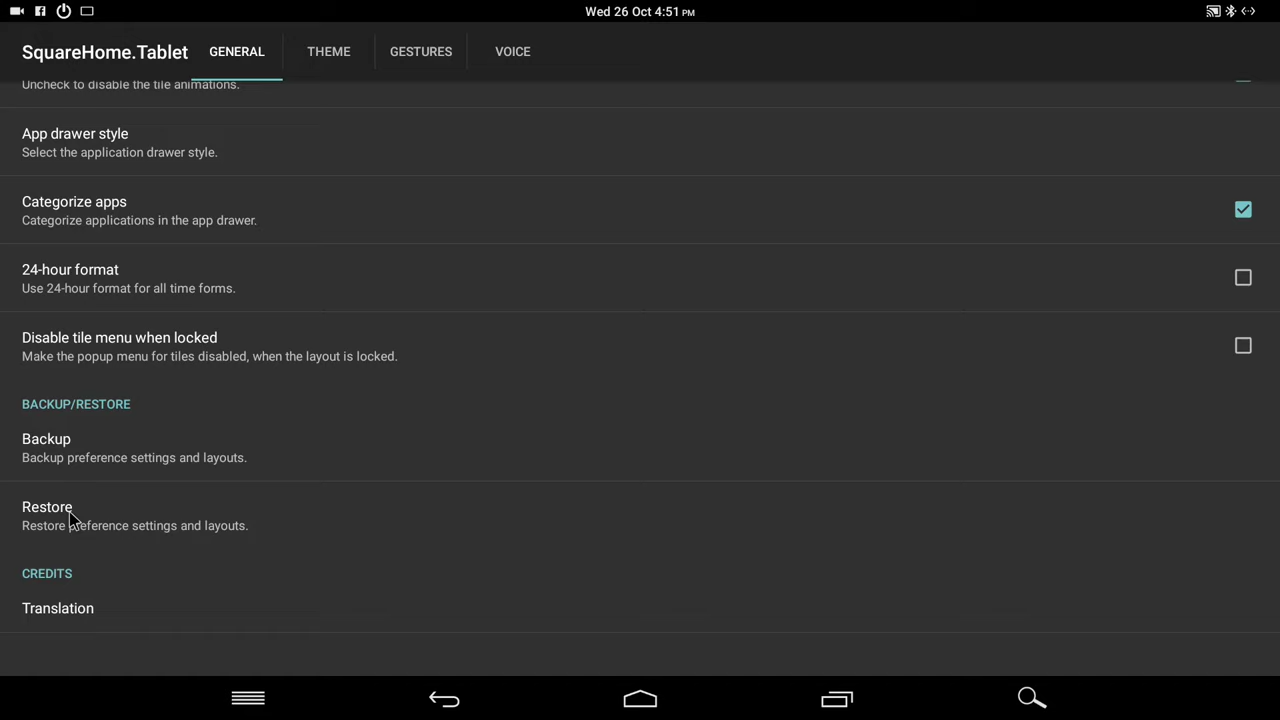 Wed 26 Oct 4:51 PM
SquareHome.Tablet GENERAL THEME GESTURES VOICE
Uncheck to disable the tile animations.
App drawer style
Select the application drawer style.
Categorize apps
Categorize applications in the app drawer.
24-hour format
Use 24-hour format for all time forms.
Disable tile menu when locked
Make the popup menu for tiles disabled, when the layout is locked.
BACKUP/RESTORE
Backup
Backup preference settings and layouts.
Restore
Restore preference settings and layouts.
CREDITS
Translation